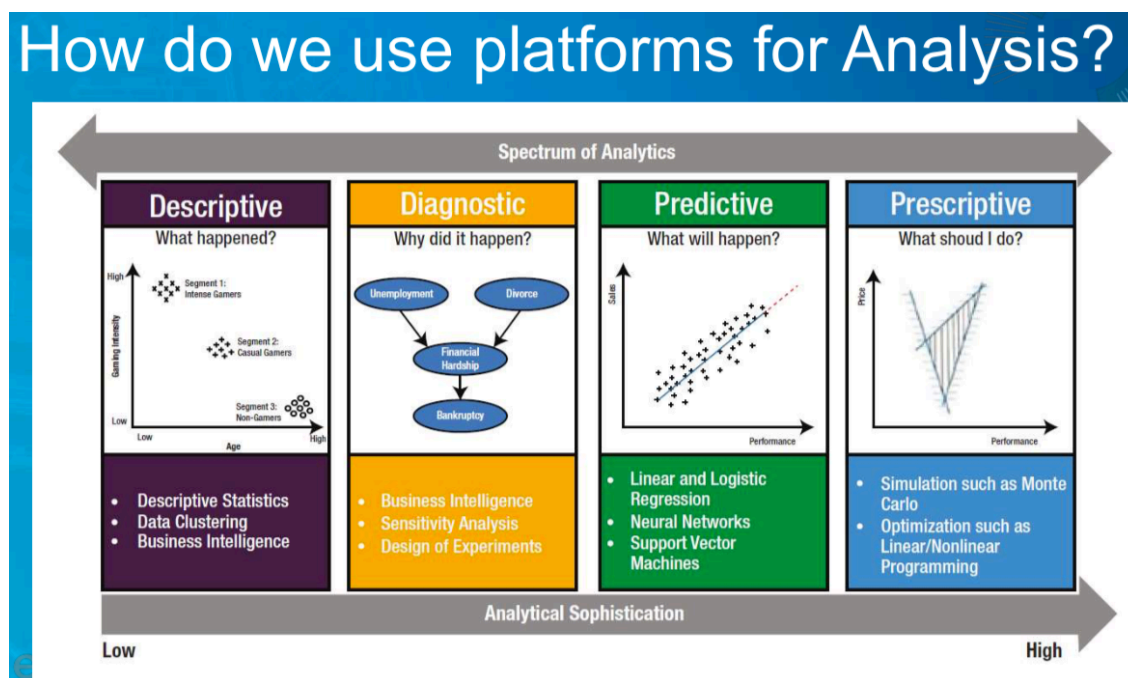 How do we use platforms for Analysis?
Spectrum of Analytics
Descriptive
What happened?
High
Gaming Intensity
Low
Segment 1:
Intense Gamers
Segment 2:
Casual Gamers
Segment 3:
Non-Gamers
Low
High
Age
• Descriptive Statistics
• Data Clustering
• Business Intelligence
Diagnostic
Why did it happen?
Unemployment
Divorce
Financial
Hardship
Bankruptcy
• Business Intelligence
• Sensitivity Analysis
• Design of Experiments
Predictive
What will happen?
Sales
Performance
• Linear and Logistic
Regression
• Neural Networks
• Support Vector
Machines
Prescriptive
What shoud I do?
Price
Performance
• Simulation such as Monte
Carlo
• Optimization such as
Linear/Nonlinear
Programming
Analytical Sophistication
Low
High